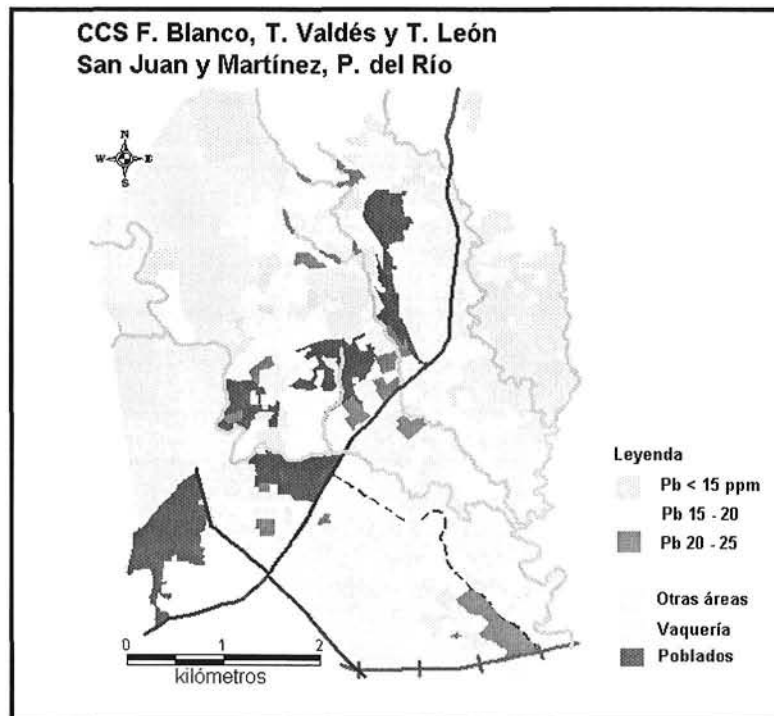 CCS F. Blanco, T. Valdés y T. León
San Juan y Martínez, P. del Río
N
W E
S
Leyenda
Pb < 15 ppm
Pb 15 - 20
Pb 20 - 25
Otras áreas
Vaquería
Poblados
0 1 2
kilómetros